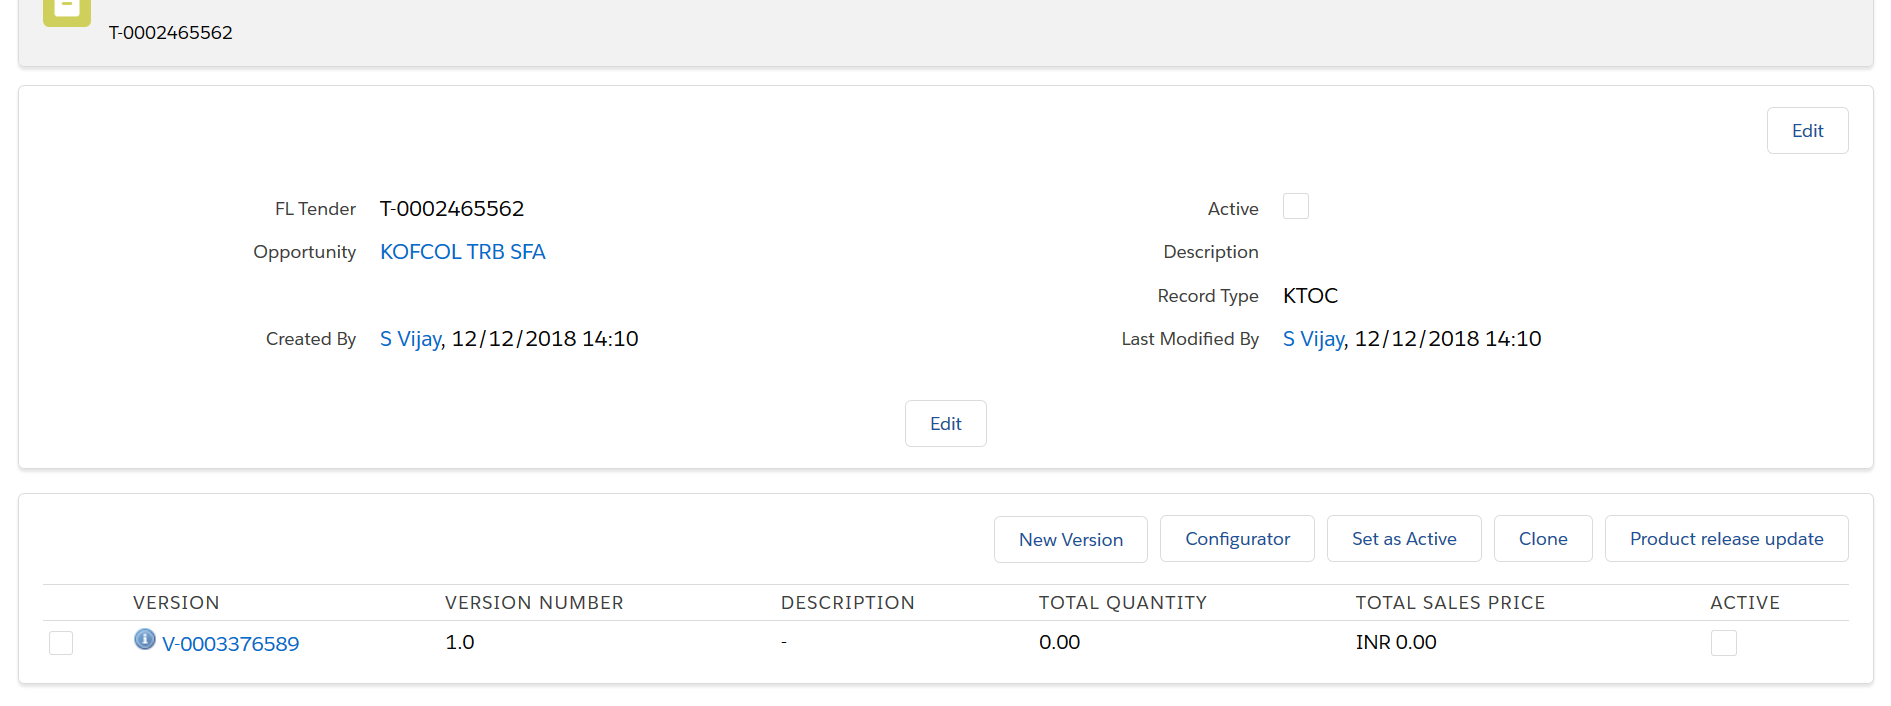 T-0002465562
Edit
FL Tender T-0002465562 Active
Opportunity KOFCOL TRB SFA Description
Record Type KTOC
Created By S Vijay, 12/12/2018 14:10 Last Modified By S Vijay, 12/12/2018 14:10
Edit
New Version Configurator Set as Active Clone Product release update
VERSION VERSION NUMBER DESCRIPTION TOTAL QUANTITY TOTAL SALES PRICE ACTIVE
V-0003376589 1.0 - 0.00 INR 0.00